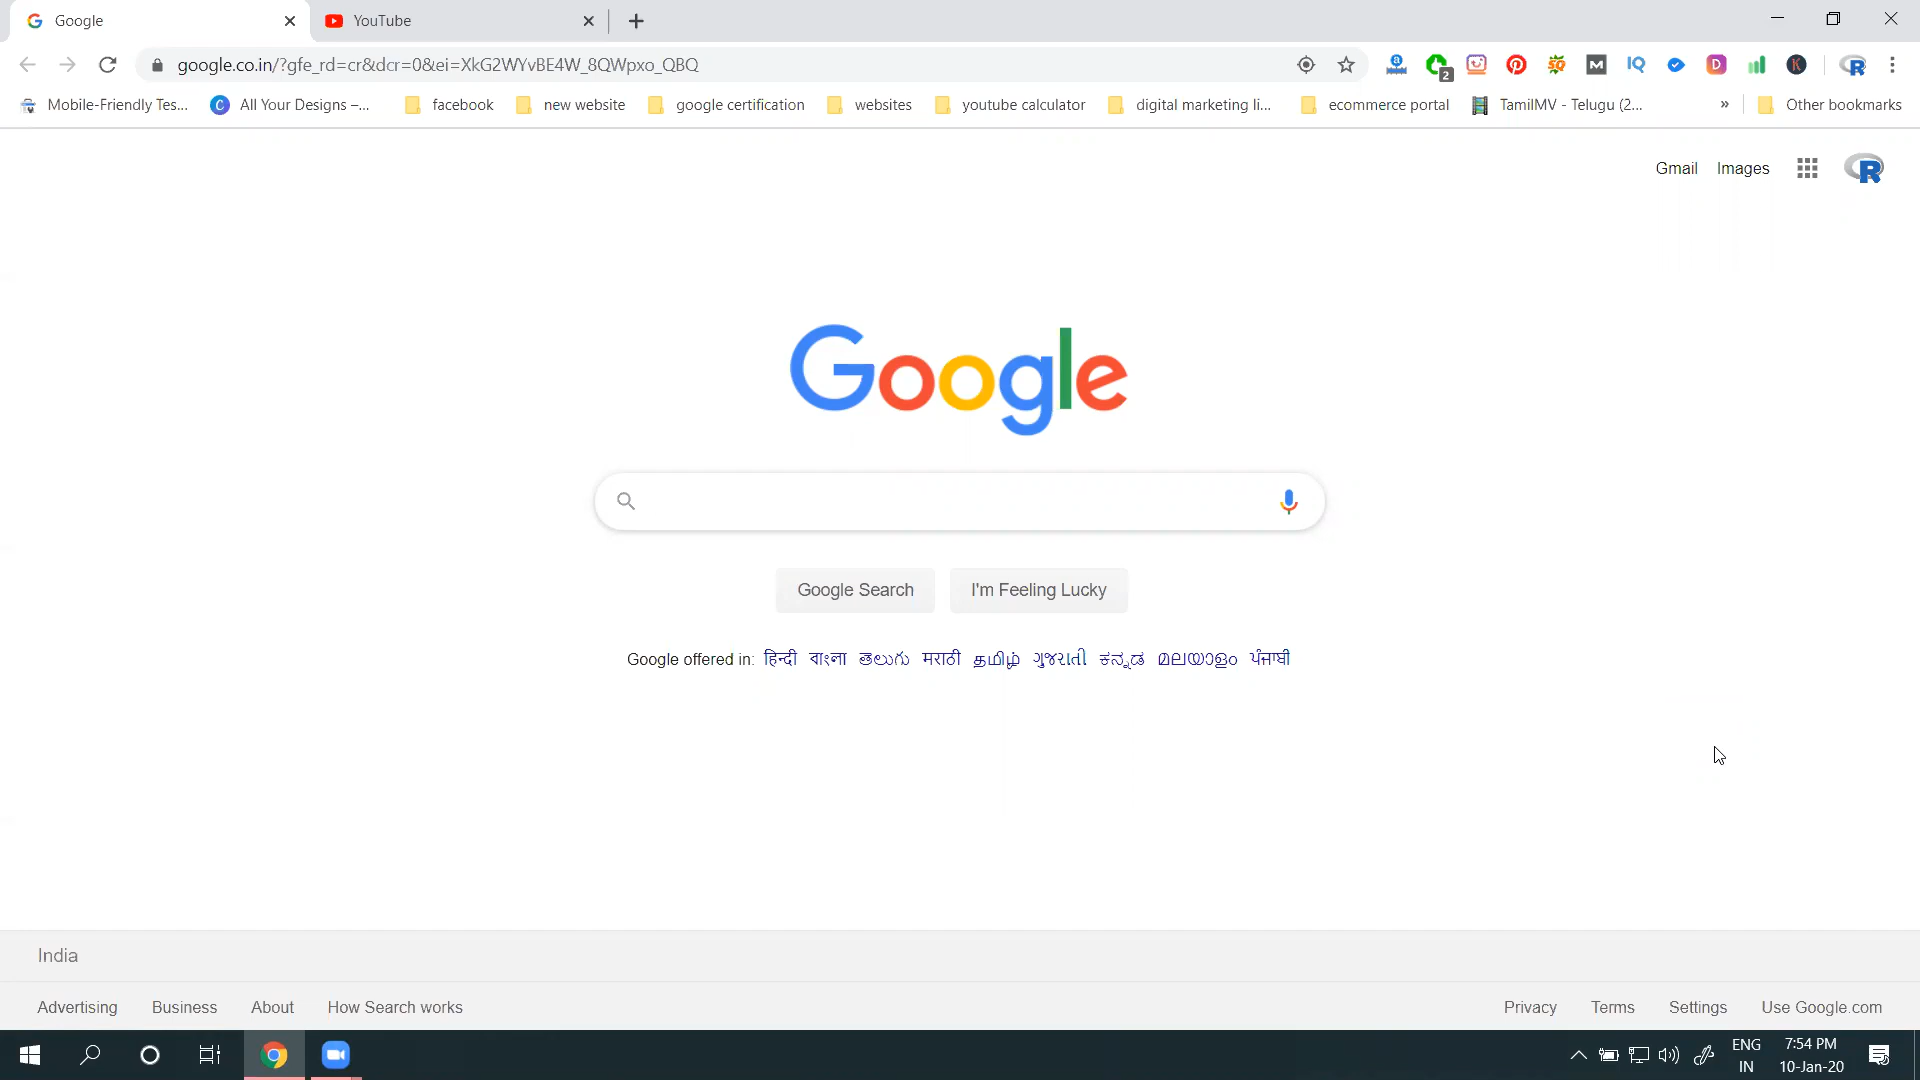 Google
YouTube
google.co.in/?gfe_rd=cr&dcr=0&ei=XkG2WYvBE4W_8QWpxo_QBQ
2
Mobile-Friendly Tes...
All Your Designs –...
facebook
new website
google certification
websites
youtube calculator
digital marketing li...
ecommerce portal
TamilMV - Telugu (2...
»
Other bookmarks
Gmail Images
Google
Google Search
I'm Feeling Lucky
Google offered in: हिन्दी বাংলা తెలుగు मराठी தமிழ் ગુજરાતી ಕನ್ನಡ മലയാളം ਪੰਜਾਬੀ
India
Advertising Business About How Search works
Privacy Terms Settings Use Google.com
ENG
IN
7:54 PM
10-Jan-20